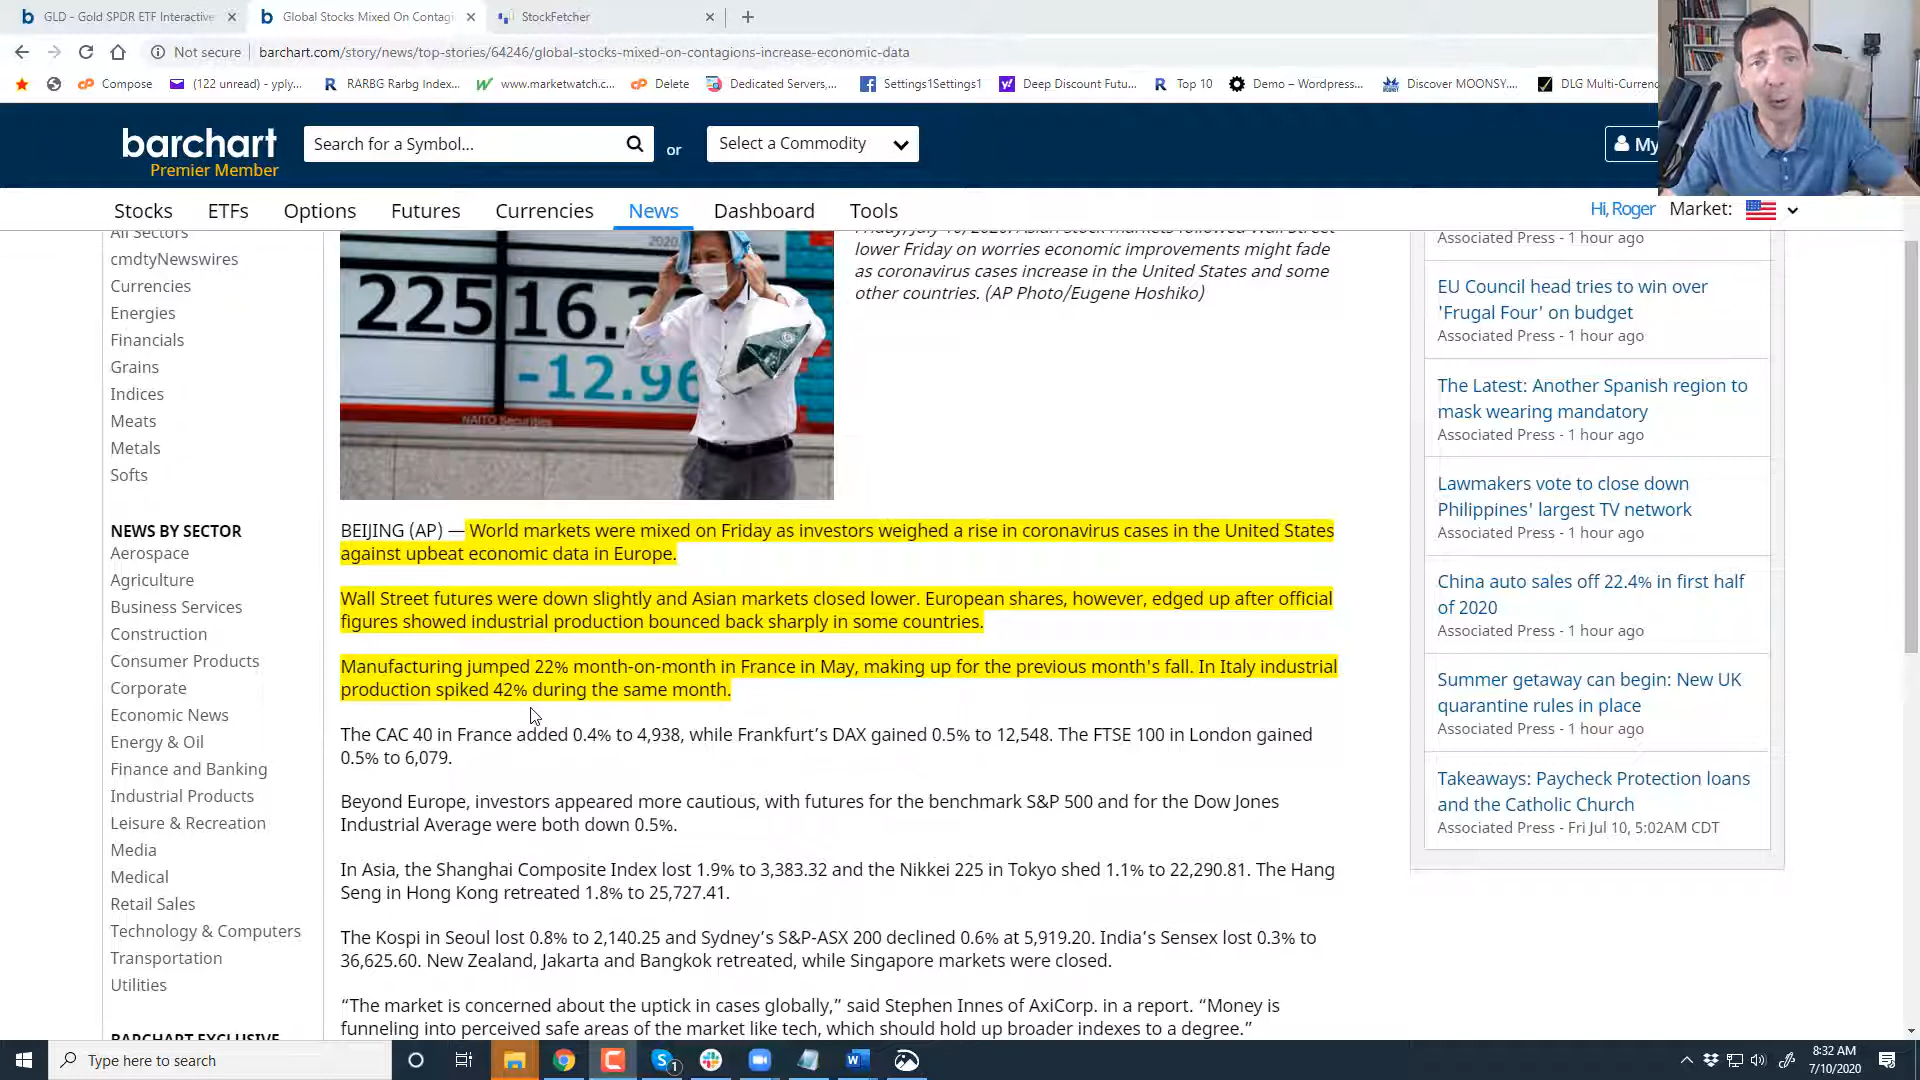 GLD - Gold SPDR ETF Interactive
Global Stocks Mixed On Contagi
StockFetcher
Not secure
barchart.com/story/news/top-stories/64246/global-stocks-mixed-on-contagions-increase-economic-data
Compose
(122 unread) - yply...
RARBG Rarbg Index...
www.marketwatch.c...
Delete
Dedicated Servers,...
Settings1Settings1
Deep Discount Futu...
Top 10
Demo – Wordpress...
Discover MOONSY....
DLG Multi-Currenc
barchart
Premier Member
Search for a Symbol...
or
Select a Commodity
My
Stocks
ETFs
Options
Futures
Currencies
News
Dashboard
Tools
Hi, Roger
Market:
All Sectors
cmdtyNewswires
Currencies
Energies
Financials
Grains
Indices
Meats
Metals
Softs
NEWS BY SECTOR
Aerospace
Agriculture
Business Services
Construction
Consumer Products
Corporate
Economic News
Energy & Oil
Finance and Banking
Industrial Products
Leisure & Recreation
Media
Medical
Retail Sales
Technology & Computers
Transportation
Utilities
BARCHART EXCLUSIVE
2020.
22516.3
-12.96
NAITO Securities
Friday, July 10, 2020. Asian stock markets followed Wall Street
lower Friday on worries economic improvements might fade
as coronavirus cases increase in the United States and some
other countries. (AP Photo/Eugene Hoshiko)
BEIJING (AP) — World markets were mixed on Friday as investors weighed a rise in coronavirus cases in the United States
against upbeat economic data in Europe.
Wall Street futures were down slightly and Asian markets closed lower. European shares, however, edged up after official
figures showed industrial production bounced back sharply in some countries.
Manufacturing jumped 22% month-on-month in France in May, making up for the previous month's fall. In Italy industrial
production spiked 42% during the same month.
The CAC 40 in France added 0.4% to 4,938, while Frankfurt’s DAX gained 0.5% to 12,548. The FTSE 100 in London gained
0.5% to 6,079.
Beyond Europe, investors appeared more cautious, with futures for the benchmark S&P 500 and for the Dow Jones
Industrial Average were both down 0.5%.
In Asia, the Shanghai Composite Index lost 1.9% to 3,383.32 and the Nikkei 225 in Tokyo shed 1.1% to 22,290.81. The Hang
Seng in Hong Kong retreated 1.8% to 25,727.41.
The Kospi in Seoul lost 0.8% to 2,140.25 and Sydney’s S&P-ASX 200 declined 0.6% at 5,919.20. India’s Sensex lost 0.3% to
36,625.60. New Zealand, Jakarta and Bangkok retreated, while Singapore markets were closed.
“The market is concerned about the uptick in cases globally,” said Stephen Innes of AxiCorp. in a report. “Money is
funneling into perceived safe areas of the market like tech, which should hold up broader indexes to a degree.”
Associated Press - 1 hour ago
EU Council head tries to win over
'Frugal Four' on budget
Associated Press - 1 hour ago
The Latest: Another Spanish region to
mask wearing mandatory
Associated Press - 1 hour ago
Lawmakers vote to close down
Philippines' largest TV network
Associated Press - 1 hour ago
China auto sales off 22.4% in first half
of 2020
Associated Press - 1 hour ago
Summer getaway can begin: New UK
quarantine rules in place
Associated Press - 1 hour ago
Takeaways: Paycheck Protection loans
and the Catholic Church
Associated Press - Fri Jul 10, 5:02AM CDT
Type here to search
1
8:32 AM
7/10/2020